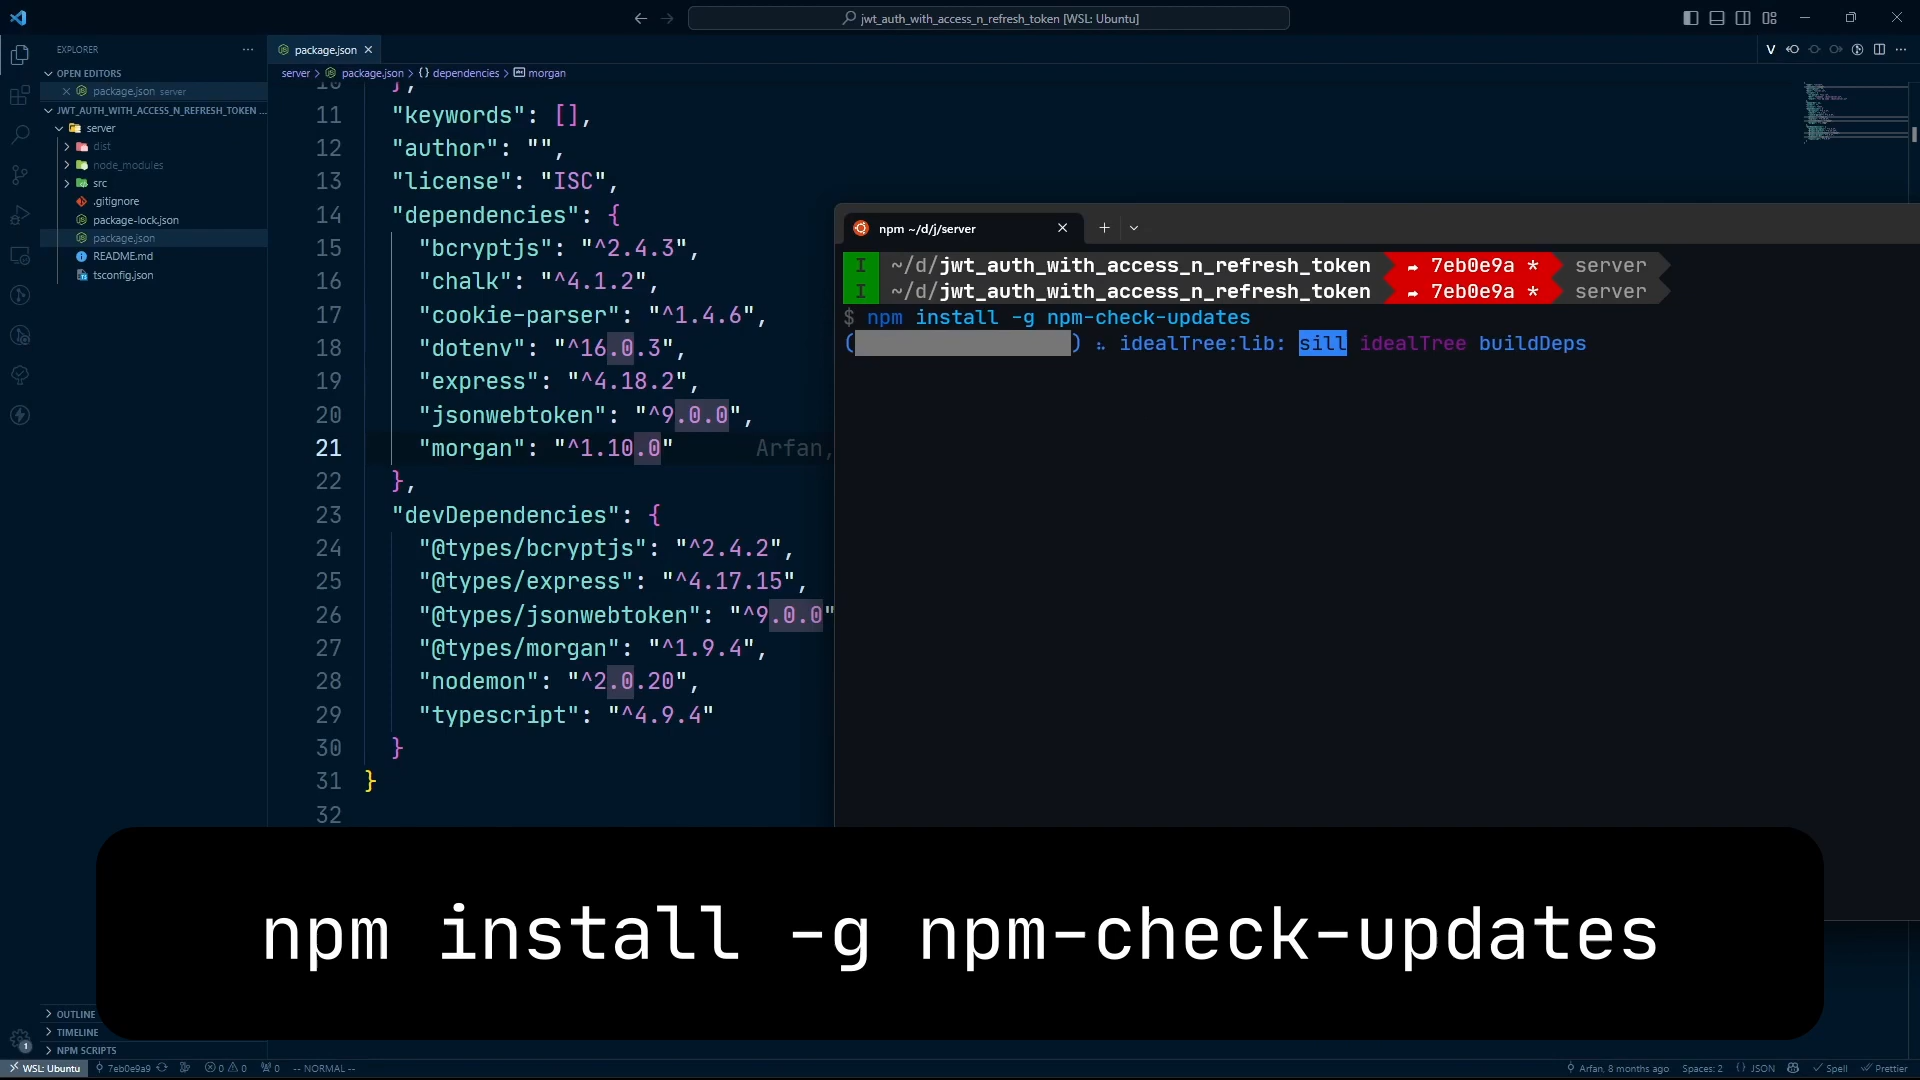 jwt_auth_with_access_n_refresh_token [WSL: Ubuntu]
EXPLORER
package.json
OPEN EDITORS
package.json server
JWT_AUTH_WITH_ACCESS_N_REFRESH_TOKEN ...
server
dist
node_modules
src
.gitignore
package-lock.json
package.json
README.md
tsconfig.json
server > package.json > {} dependencies > morgan
10 },
11 "keywords": [],
12 "author": "",
13 "license": "ISC",
14 "dependencies": {
15 "bcryptjs": "^2.4.3",
16 "chalk": "^4.1.2",
17 "cookie-parser": "^1.4.6",
18 "dotenv": "^16.0.3",
19 "express": "^4.18.2",
20 "jsonwebtoken": "^9.0.0",
21 "morgan": "^1.10.0" Arfan,
22 },
23 "devDependencies": {
24 "@types/bcryptjs": "^2.4.2",
25 "@types/express": "^4.17.15",
26 "@types/jsonwebtoken": "^9.0.0"
27 "@types/morgan": "^1.9.4",
28 "nodemon": "^2.0.20",
29 "typescript": "^4.9.4"
30 }
31 }
32
npm ~/d/j/server
I ~/d/jwt_auth_with_access_n_refresh_token ➦ 7eb0e9a * server
I ~/d/jwt_auth_with_access_n_refresh_token ➦ 7eb0e9a * server
$ npm install -g npm-check-updates
( ) ⠦ idealTree:lib: sill idealTree buildDeps
npm install -g npm-check-updates
OUTLINE
TIMELINE
NPM SCRIPTS
1
WSL: Ubuntu 7eb0e9a9 0 0 0 -- NORMAL -- Arfan, 8 months ago Spaces: 2 {} JSON Spell Prettier